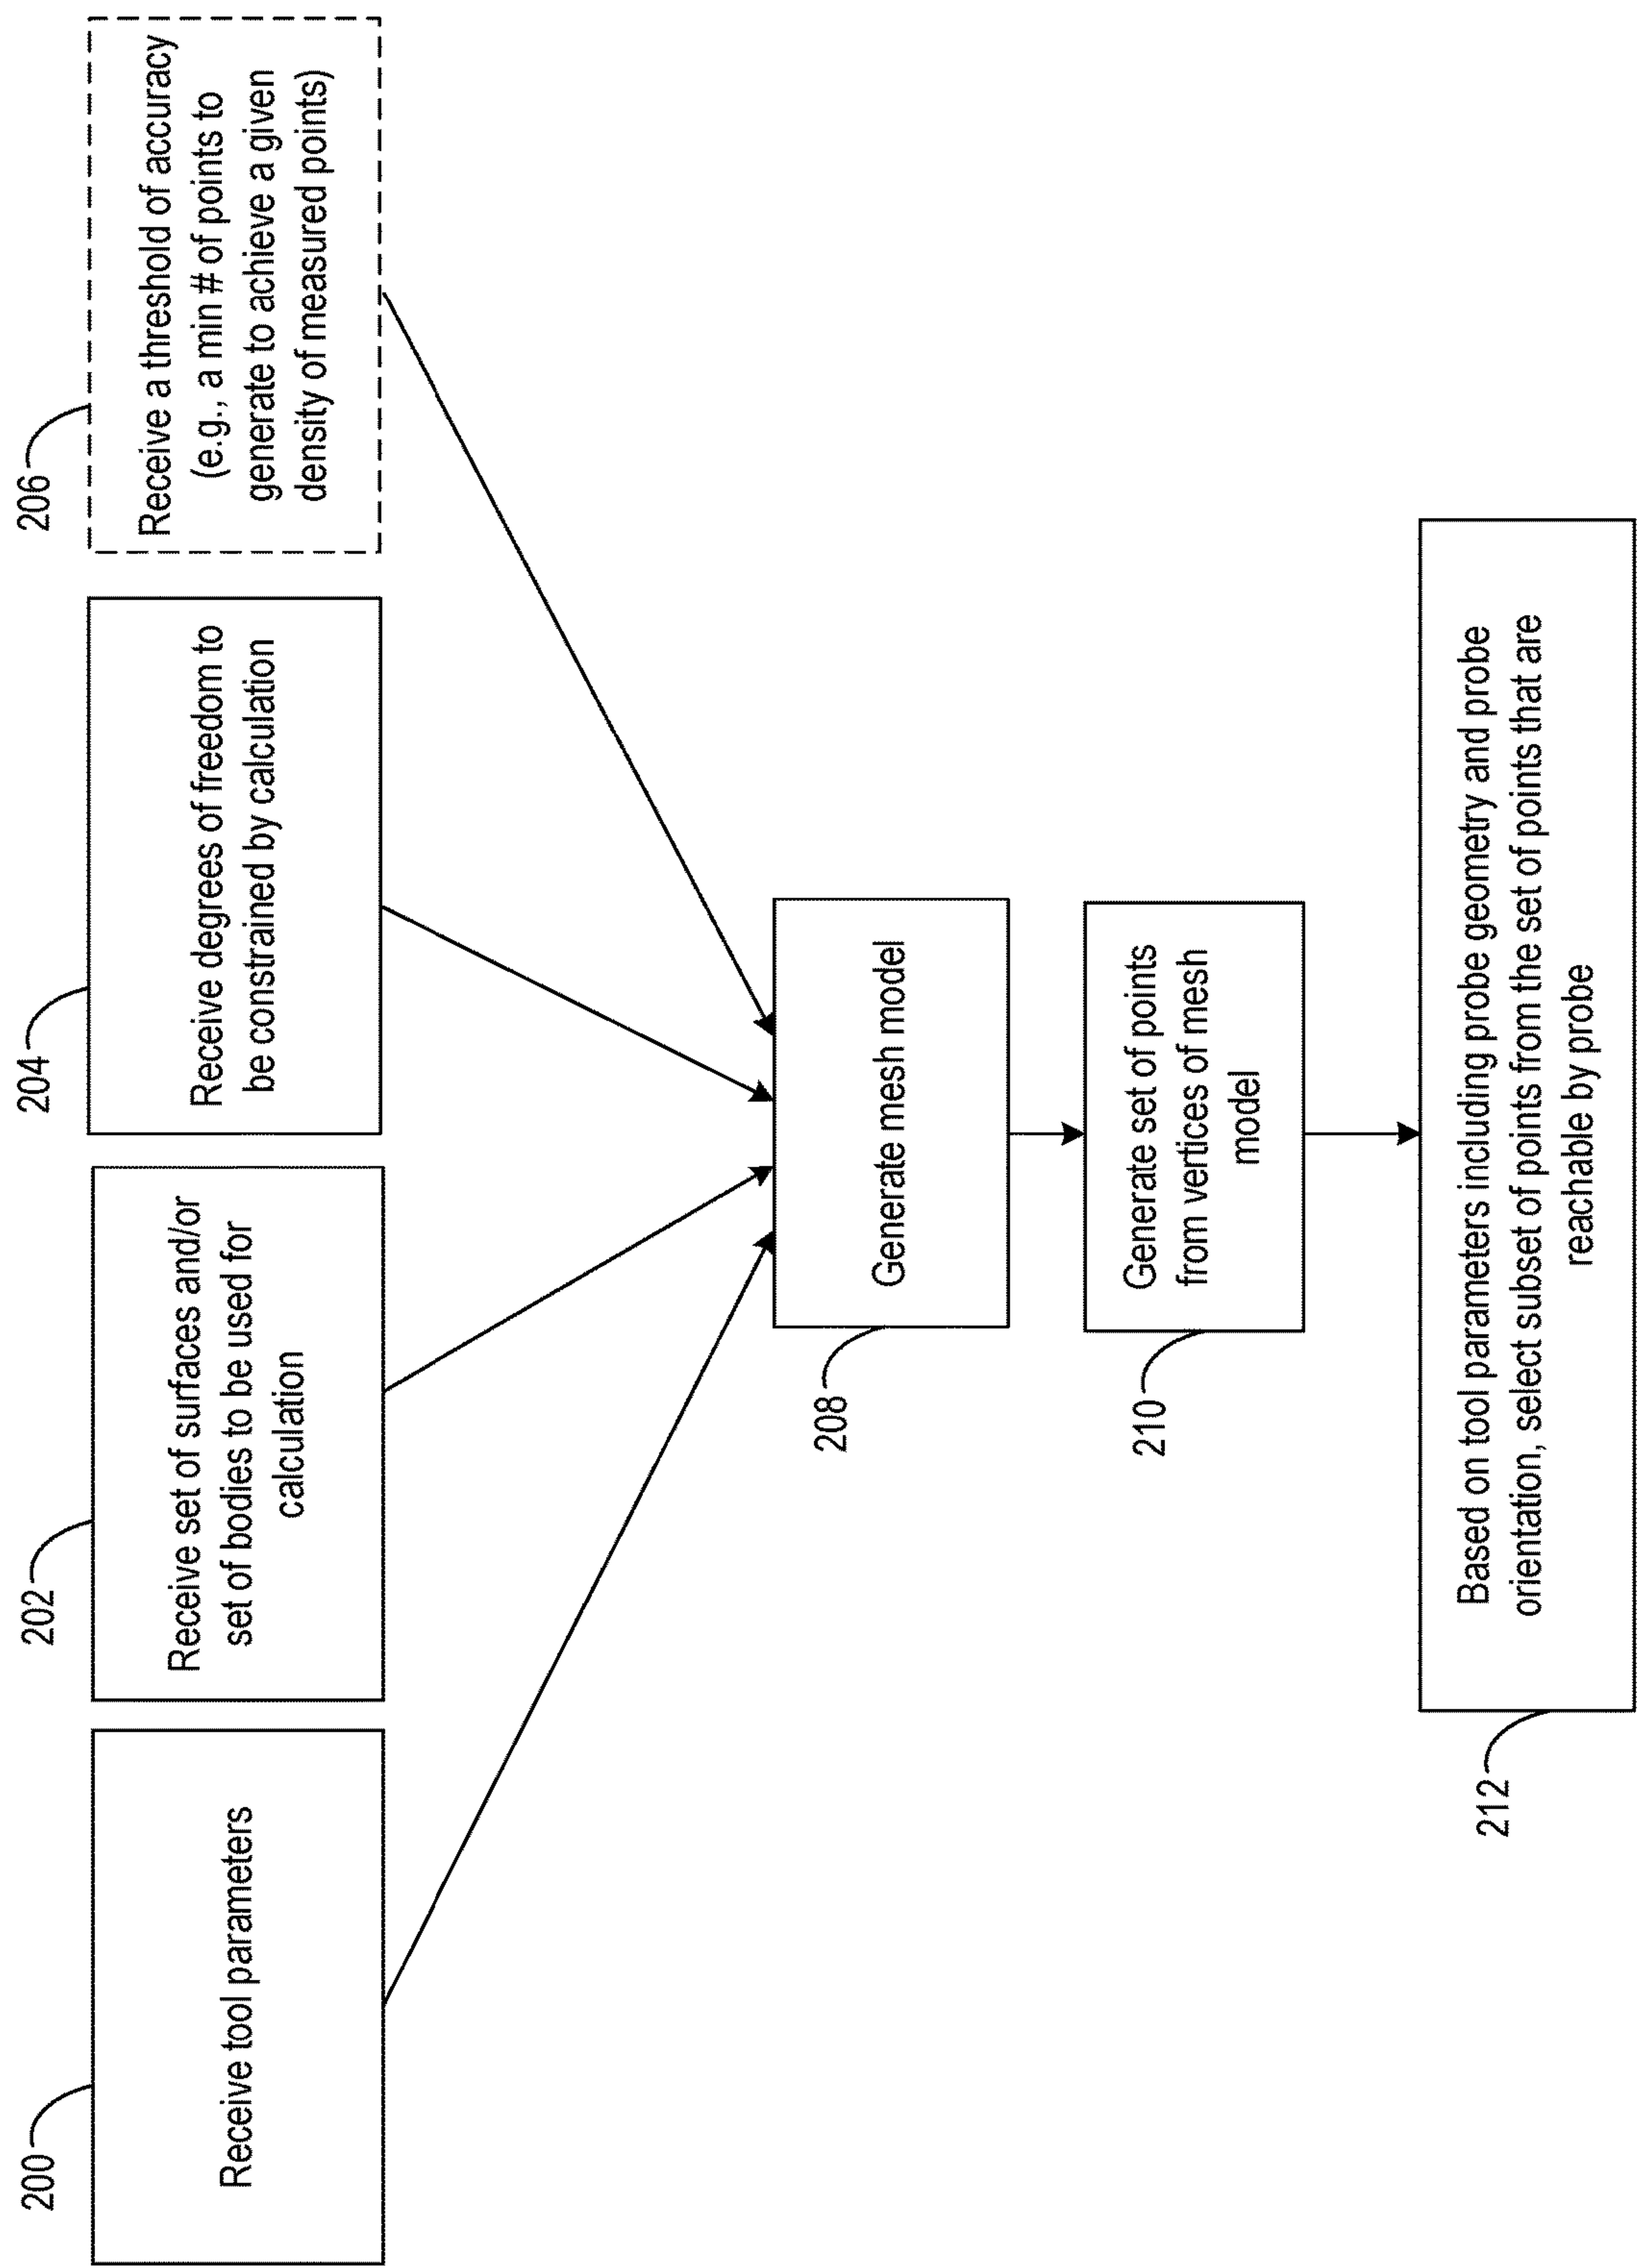 200
Receive tool parameters
202
Receive set of surfaces and/or
set of bodies to be used for
calculation
204
Receive degrees of freedom to
be constrained by calculation
206
Receive a threshold of accuracy
(e.g., a min # of points to
generate to achieve a given
density of measured points)
208
Generate mesh model
210
Generate set of points
from vertices of mesh
model
212
Based on tool parameters including probe geometry and probe
orientation, select subset of points from the set of points that are
reachable by probe